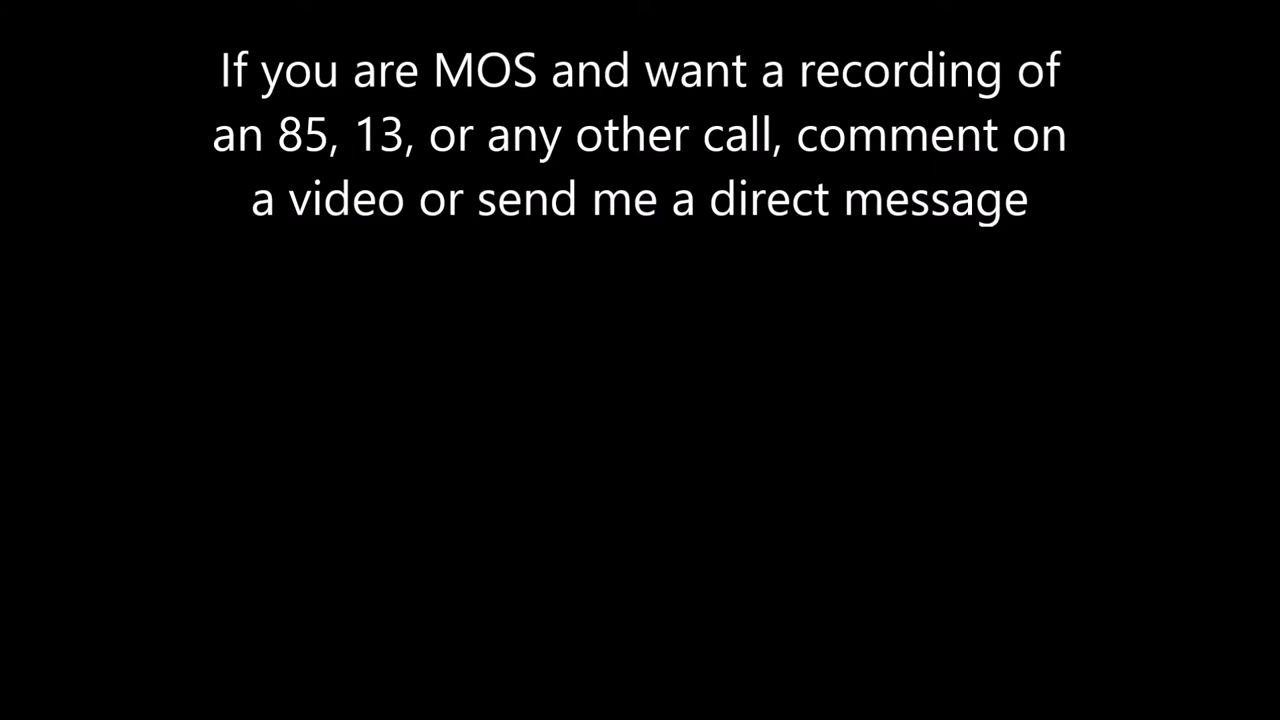 If you are MOS and want a recording of
an 85, 13, or any other call, comment on
a video or send me a direct message